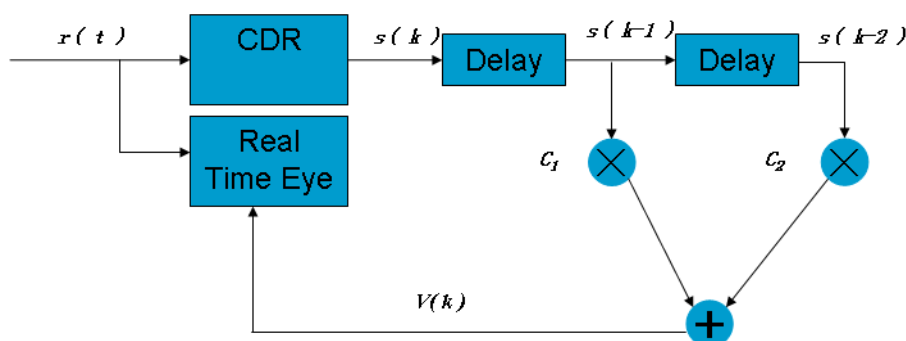 r(t)
CDR
s(k)
Delay
s(k-1)
Delay
s(k-2)
Real
Time Eye
C1
C2
V(k)
+